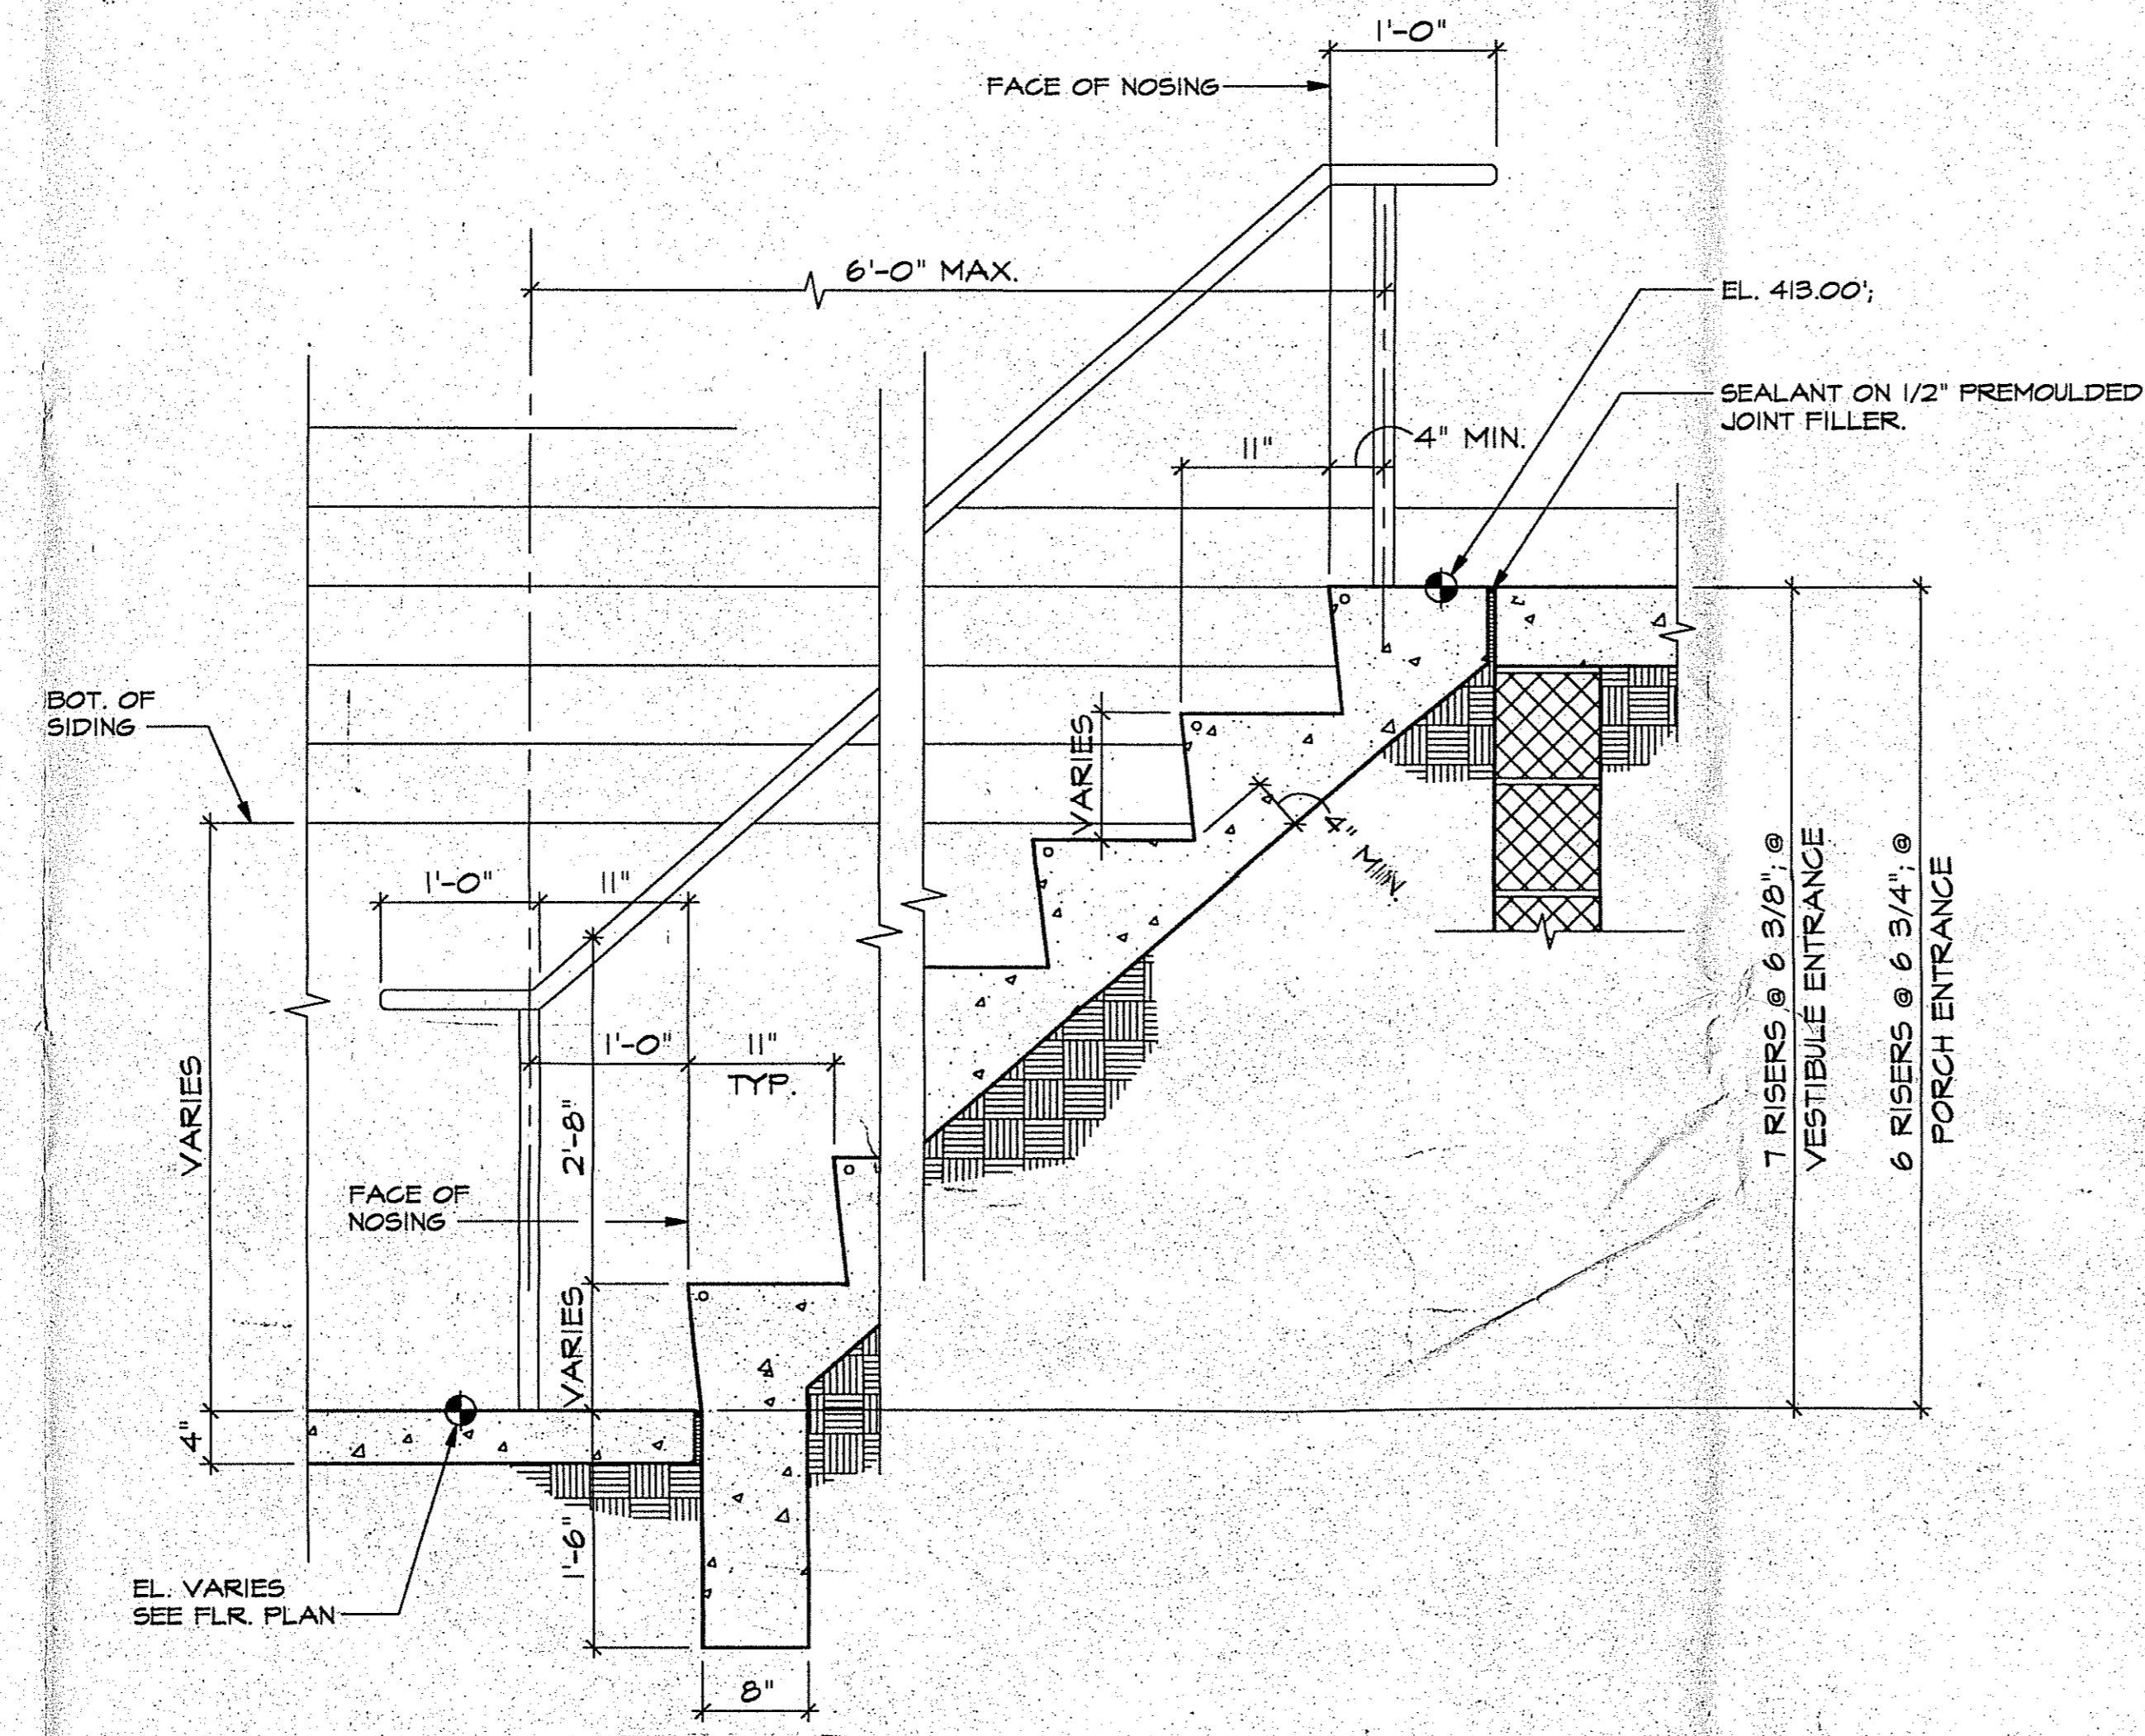 1'-0"
FACE OF NOSING
6'-0" MAX.
EL. 413.00';
SEALANT ON 1/2" PREMOULDED
JOINT FILLER.
11"
4" MIN.
BOT. OF
SIDING
VARIES
4" MIN.
1'-0"
11"
1'-0"
11"
TYP.
2'-8"
VARIES
FACE OF
NOSING
VARIES
4"
1'-6"
EL. VARIES
SEE FLR. PLAN
8"
7 RISERS @ 6 3/8"; @
VESTIBULE ENTRANCE
6 RISERS @ 6 3/4"; @
PORCH ENTRANCE